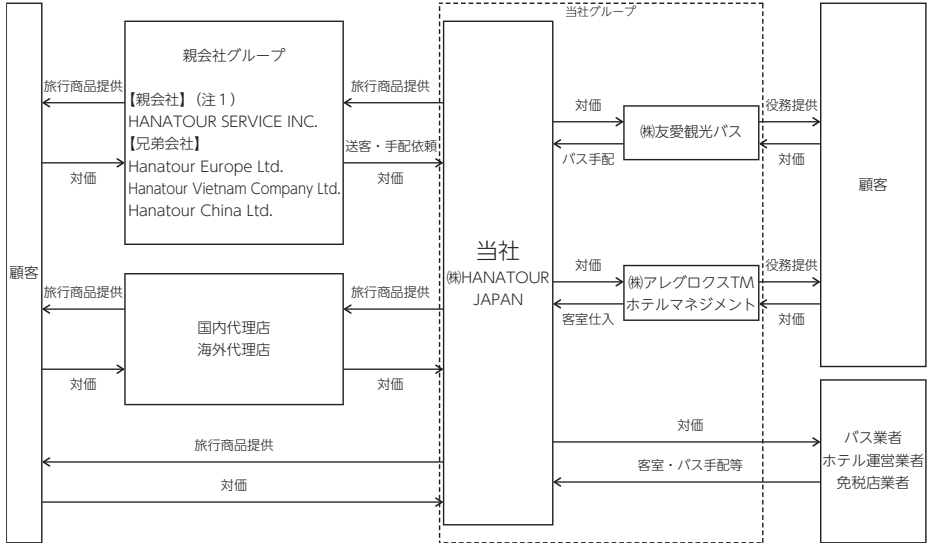 当社グループ
親会社グループ
旅行商品提供
旅行商品提供
【親会社】(注1)
HANATOUR SERVICE INC.
【兄弟会社】
Hanatour Europe Ltd.
Hanatour Vietnam Company Ltd.
Hanatour China Ltd.
対価
送客・手配依頼
対価
対価
バス手配
㈱友愛観光バス
役務提供
対価
顧客
顧客
当社
㈱HANATOUR
JAPAN
対価
客室仕入
㈱アレグロクスTM
ホテルマネジメント
役務提供
対価
旅行商品提供
旅行商品提供
国内代理店
海外代理店
対価
対価
旅行商品提供
対価
対価
客室・バス手配等
バス業者
ホテル運営業者
免税店業者